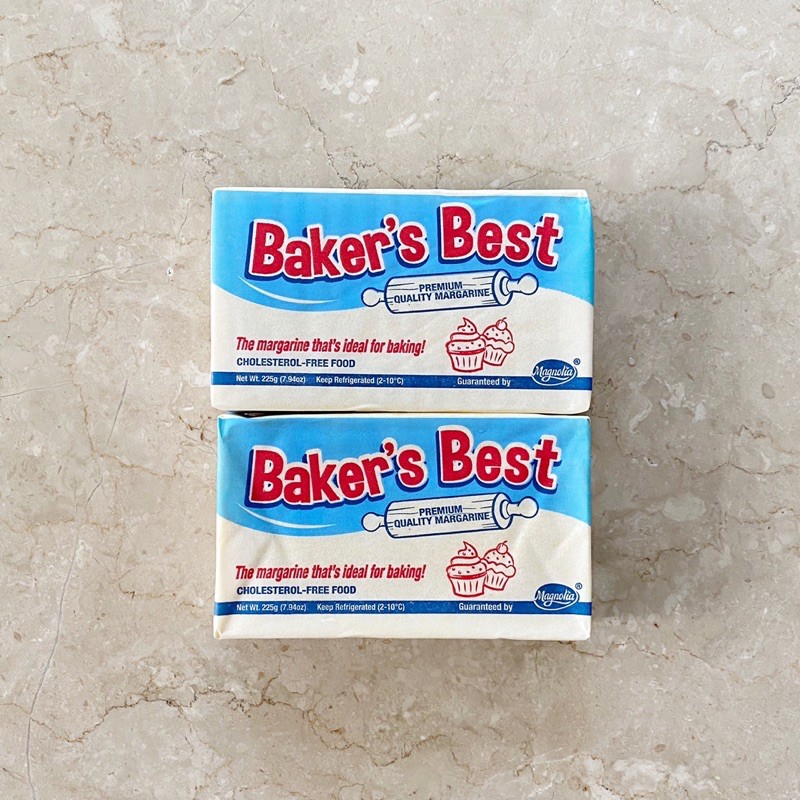 Baker's Best
PREMIUM
QUALITY MARGARINE
The margarine that's ideal for baking!
CHOLESTEROL-FREE FOOD
Net Wt. 225g (7.94oz) Keep Refrigerated (2-10°C) Guaranteed by Magnolia®
Baker's Best
PREMIUM
QUALITY MARGARINE
The margarine that's ideal for baking!
CHOLESTEROL-FREE FOOD
Net Wt. 225g (7.94oz) Keep Refrigerated (2-10°C) Guaranteed by Magnolia®